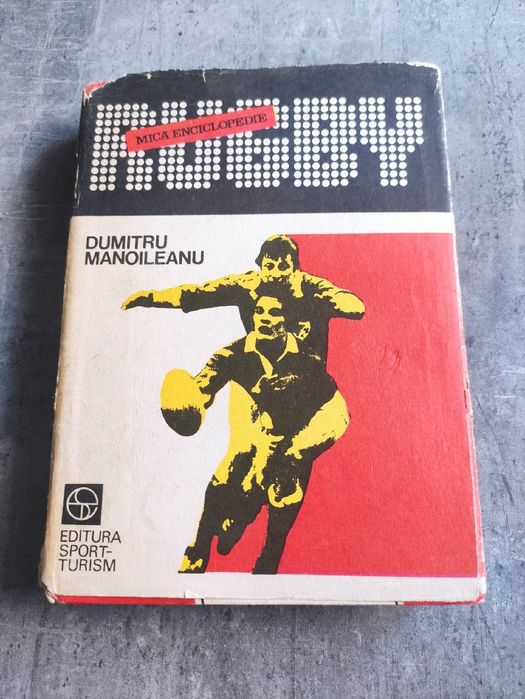 RUGBY
MICA ENCICLOPEDIE
DUMITRU
MANOILEANU
EDITURA
SPORT-
TURISM